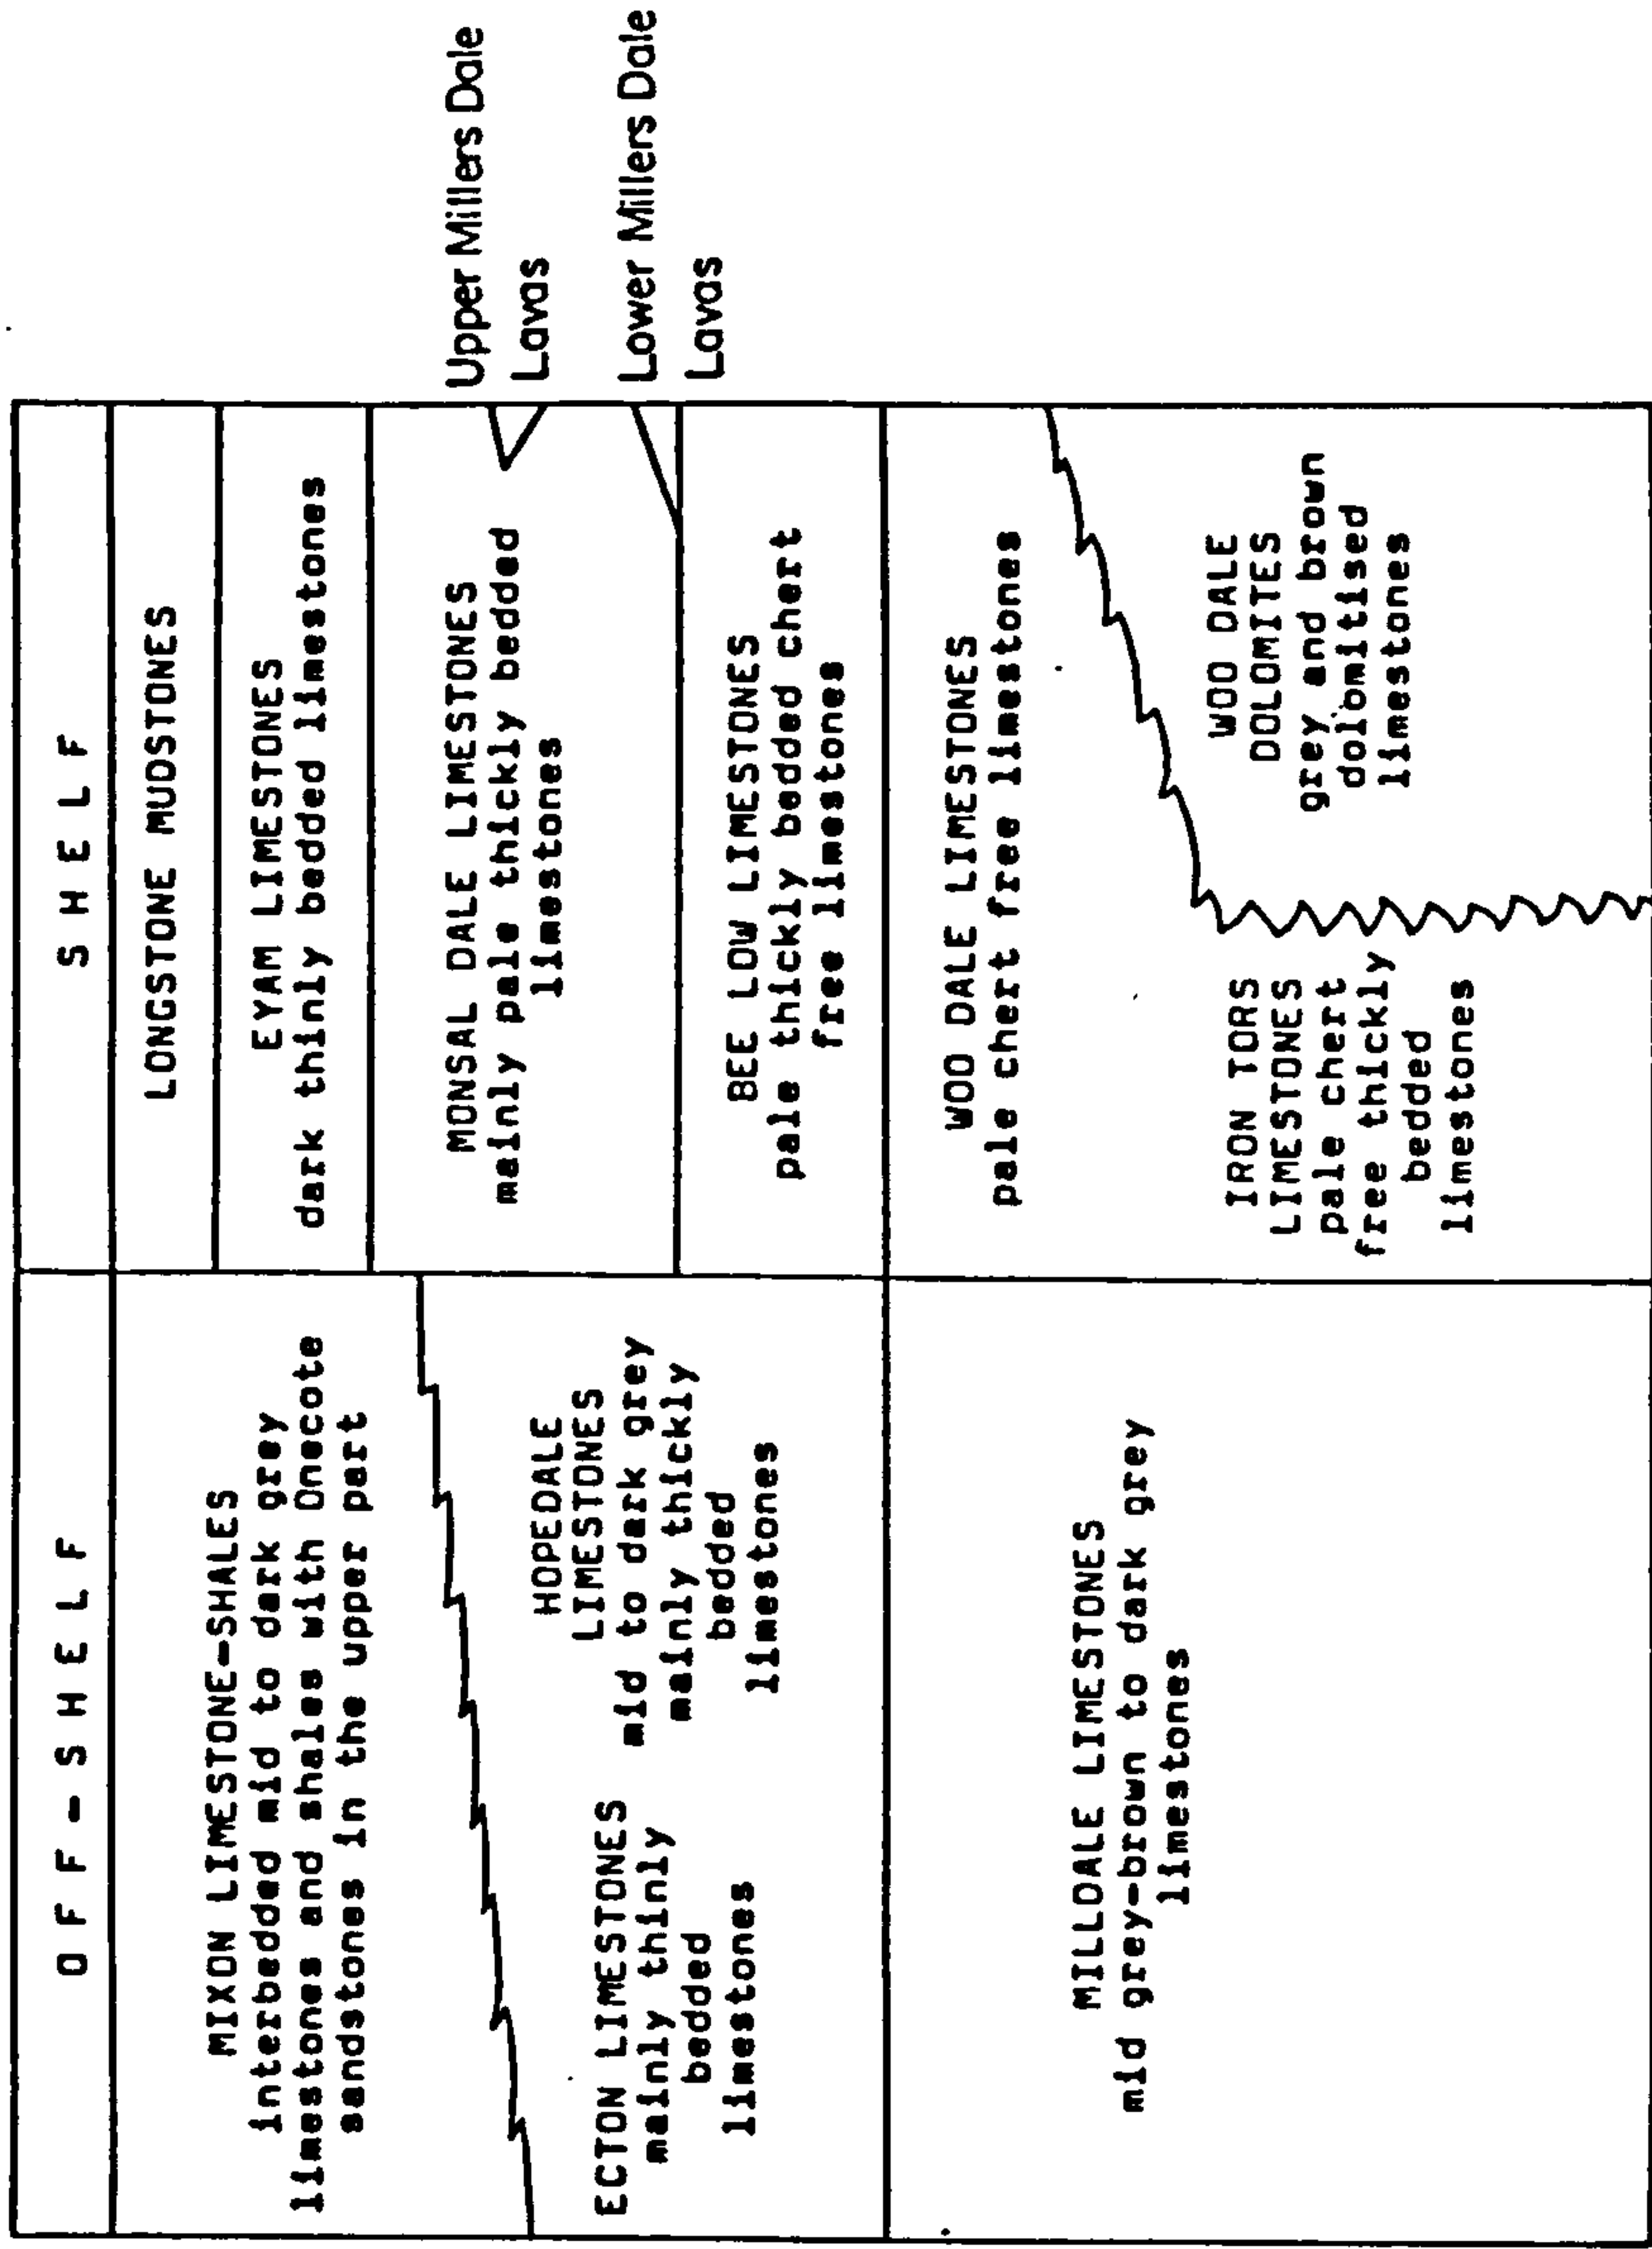 O F F - S H E L F
S H E L F
MIXON LIMESTONE-SHALES
interbedded mid to dark grey
limestones and shales with Onecote
sandstones in the upper part
ECTON LIMESTONES
mainly thinly
bedded
limestones
HOPEDALE
LIMESTONES
mid to dark grey
mainly thickly
bedded
limestones
MILLDALE LIMESTONES
mid grey-brown to dark grey
limestones
LONGSTONE MUDSTONES
EYAM LIMESTONES
dark thinly bedded limestones
MONSAL DALE LIMESTONES
mainly pale thickly bedded
limestones
BEE LOW LIMESTONES
pale thickly bedded chert
free limestones
WOO DALE LIMESTONES
pale chert free limestones
IRON TORS
LIMESTONES
pale chert
free thickly
bedded
limestones
WOO DALE
DOLOMITES
grey and brown
dolomitised
limestones
Upper Millers Dale
Lavas
Lower Millers Dale
Lavas